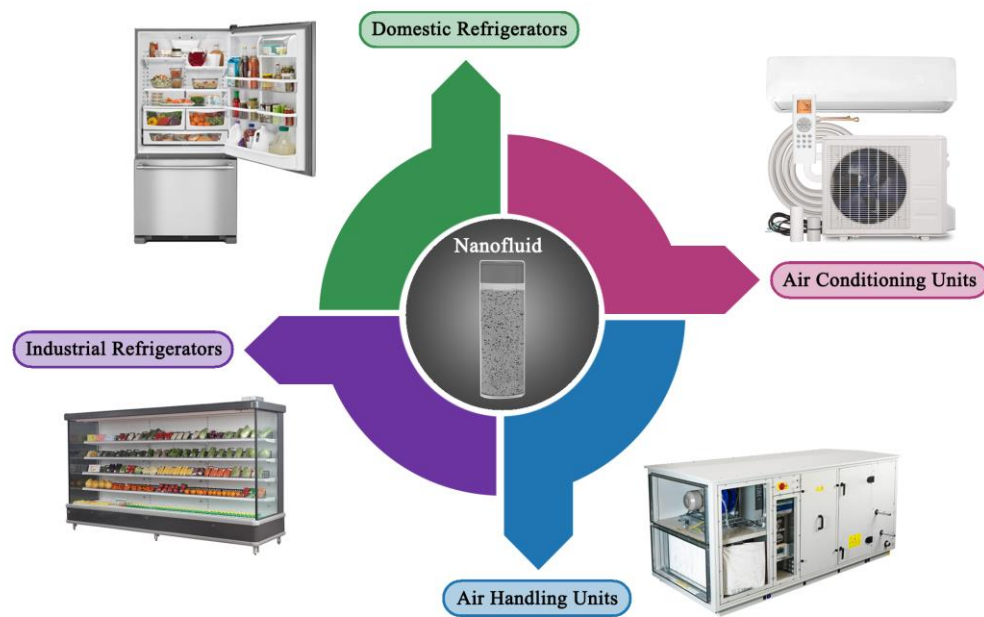 Domestic Refrigerators
Nanofluid
Air Conditioning Units
Industrial Refrigerators
Air Handling Units